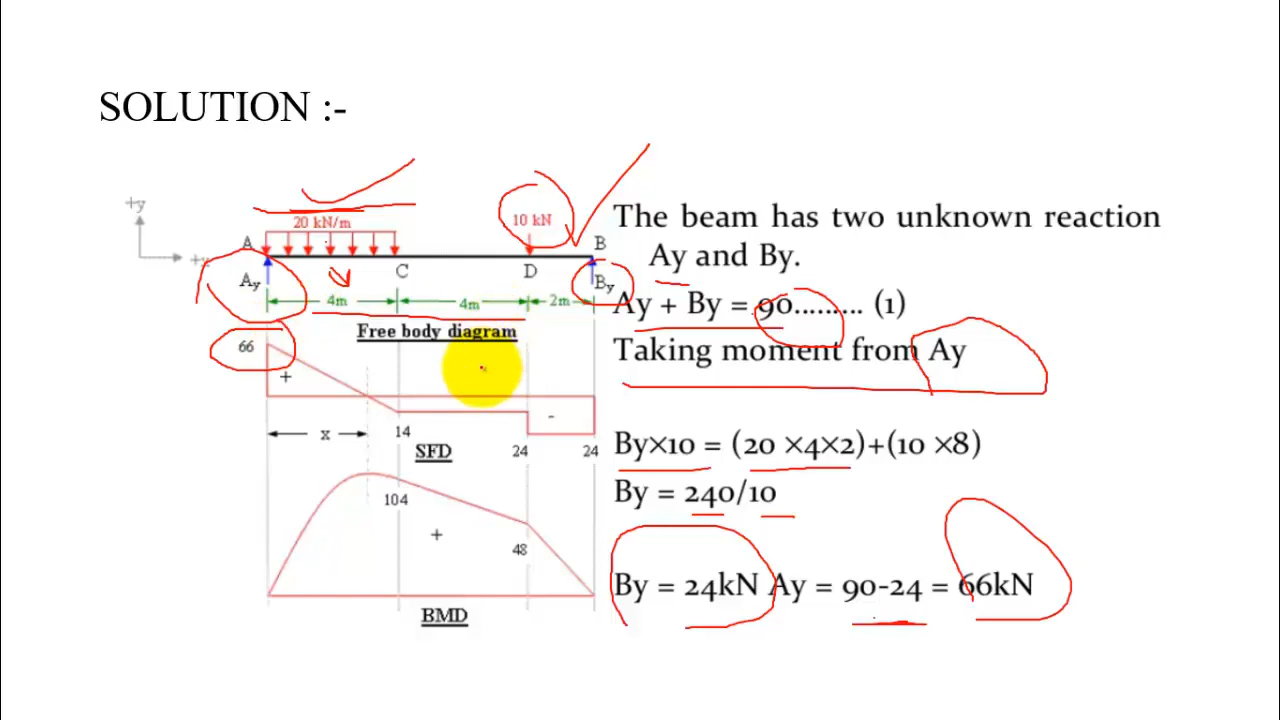 SOLUTION :-
+y
+x
20 kN/m
10 kN
A
B
Ay
C
D
By
4m
4m
2m
Free body diagram
66
+
-
x
14
SFD
24
24
104
+
48
BMD
The beam has two unknown reaction
Ay and By.
Ay + By = 90......... (1)
Taking moment from Ay
By×10 = (20 ×4×2)+(10 ×8)
By = 240/10
By = 24kN Ay = 90-24 = 66kN